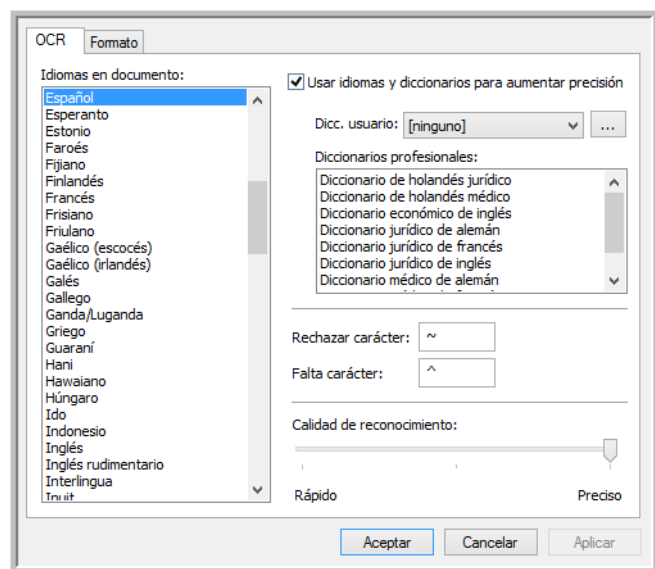 OCR
Formato
Idiomas en documento:
Español
Esperanto
Estonio
Faroés
Fijiano
Finlandés
Francés
Frisiano
Friulano
Gaélico (escocés)
Gaélico (irlandés)
Galés
Gallego
Ganda/Luganda
Griego
Guaraní
Hani
Hawaiano
Húngaro
Ido
Indonesio
Inglés
Inglés rudimentario
Interlingua
Inuit
Usar idiomas y diccionarios para aumentar precisión
Dicc. usuario: [ninguno] ...
Diccionarios profesionales:
Diccionario de holandés jurídico
Diccionario de holandés médico
Diccionario económico de inglés
Diccionario jurídico de alemán
Diccionario jurídico de francés
Diccionario jurídico de inglés
Diccionario médico de alemán
Rechazar carácter: ~
Falta carácter: ^
Calidad de reconocimiento:
Rápido Preciso
Aceptar Cancelar Aplicar